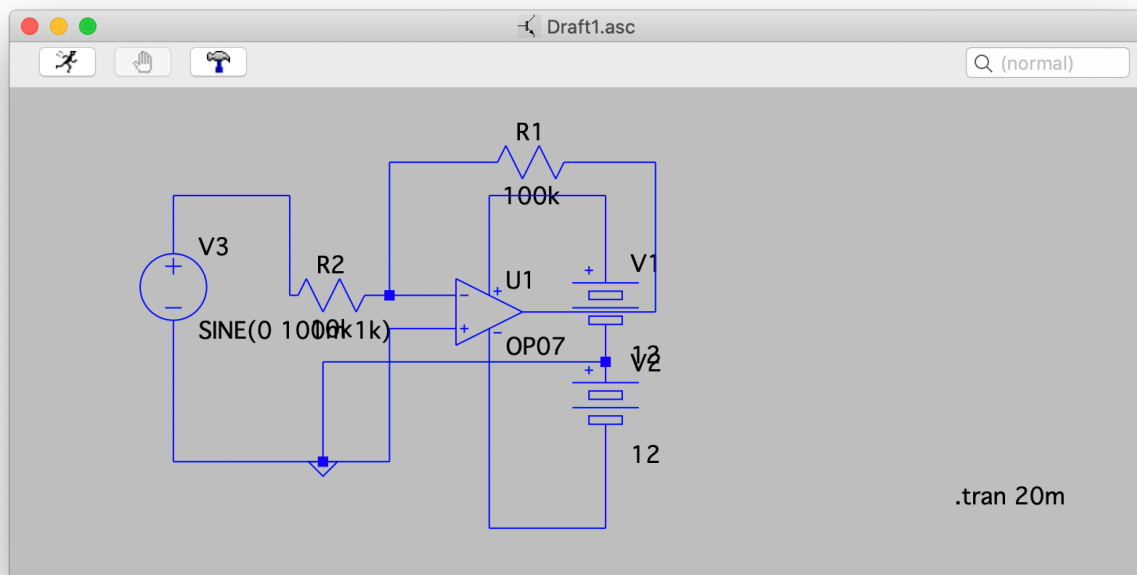 Draft1.asc
(normal)
R1
100k
V3
R2
V1
U1
SINE(0 100m 1k)
10k
OP07
12
V2
12
.tran 20m